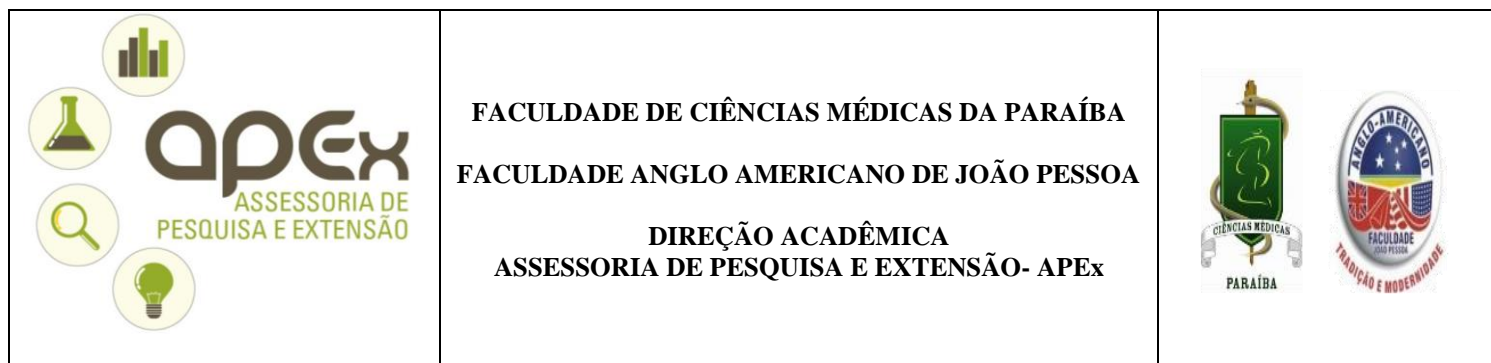 apex
ASSESSORIA DE
PESQUISA E EXTENSÃO
FACULDADE DE CIÊNCIAS MÉDICAS DA PARAÍBA
FACULDADE ANGLO AMERICANO DE JOÃO PESSOA
DIREÇÃO ACADÊMICA
ASSESSORIA DE PESQUISA E EXTENSÃO- APEx
CIÊNCIAS MÉDICAS
PARAÍBA
ANGLO-AMERICANO
FACULDADE
JOÃO PESSOA
TRADIÇÃO E MODERNIDADE